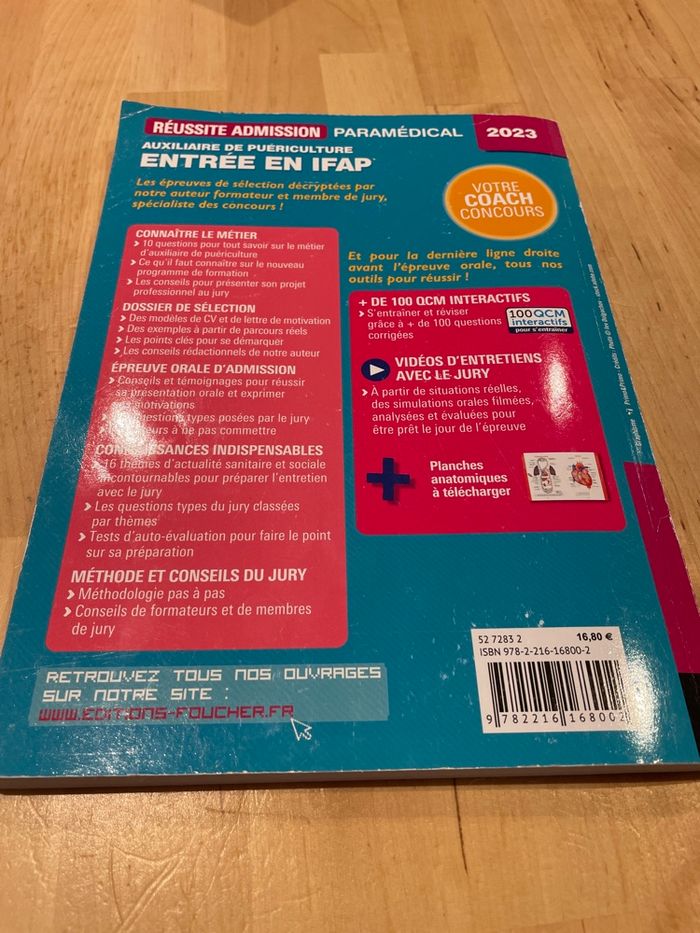 RÉUSSITE ADMISSION PARAMÉDICAL 2023
AUXILIAIRE DE PUÉRICULTURE
ENTRÉE EN IFAP
Les épreuves de sélection décryptées par
notre auteur formateur et membre de jury,
spécialiste des concours !
VOTRE
COACH
CONCOURS
CONNAÎTRE LE MÉTIER
10 questions pour tout savoir sur le métier
d'auxiliaire de puériculture
Ce qu'il faut connaître sur le nouveau
programme de formation
Les conseils pour présenter son projet
professionnel au jury
DOSSIER DE SÉLECTION
Des modèles de CV et de lettre de motivation
Des exemples à partir de parcours réels
Les points clés pour se démarquer
Les conseils rédactionnels de notre auteur
ÉPREUVE ORALE D'ADMISSION
Conseils et témoignages pour réussir
sa présentation orale et exprimer
motivations
questions types posées par le jury
à ne pas commettre
CONNAISSANCES INDISPENSABLES
16 thèmes d'actualité sanitaire et sociale
incontournables pour préparer l'entretien
avec le jury
Les questions types du jury classées
par thèmes
Tests d'auto-évaluation pour faire le point
sur sa préparation
MÉTHODE ET CONSEILS DU JURY
Méthodologie pas à pas
Conseils de formateurs et de membres
de jury
Et pour la dernière ligne droite
avant l'épreuve orale, tous nos
outils pour réussir !
+ DE 100 QCM INTERACTIFS
S'entraîner et réviser
grâce à + de 100 questions
corrigées
100 QCM
interactifs
pour s'entraîner
VIDÉOS D'ENTRETIENS
AVEC LE JURY
À partir de situations réelles,
des simulations orales filmées,
analysées et évaluées pour
être prêt le jour de l'épreuve
+
Planches
anatomiques
à télécharger
RETROUVEZ TOUS NOS OUVRAGES
SUR NOTRE SITE :
WWW.EDITIONS-FOUCHER.FR
52 7283 2 16,80 €
ISBN 978-2-216-16800-2
9 782216 168002